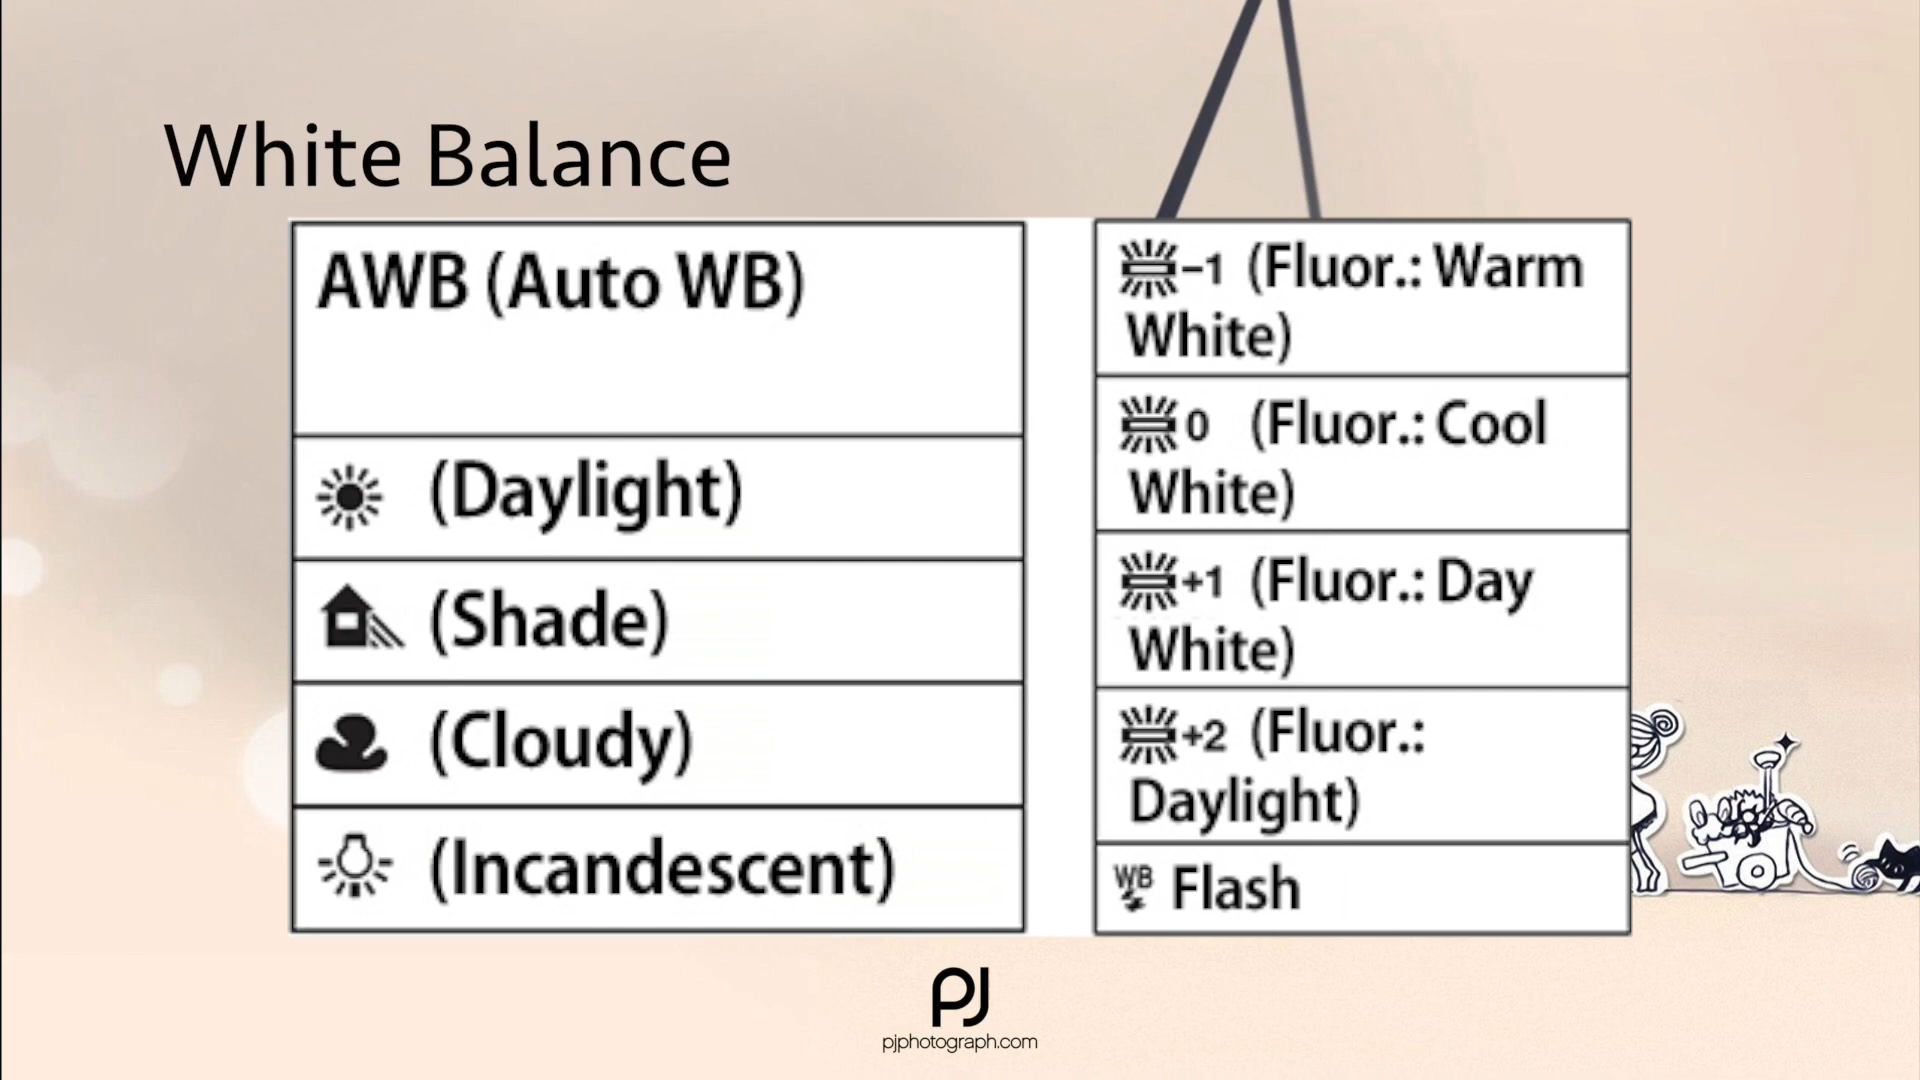 White Balance
AWB (Auto WB)
(Daylight)
(Shade)
(Cloudy)
(Incandescent)
−1 (Fluor.: Warm
White)
0 (Fluor.: Cool
White)
+1 (Fluor.: Day
White)
+2 (Fluor.:
Daylight)
WB Flash
PJ
pjphotograph.com